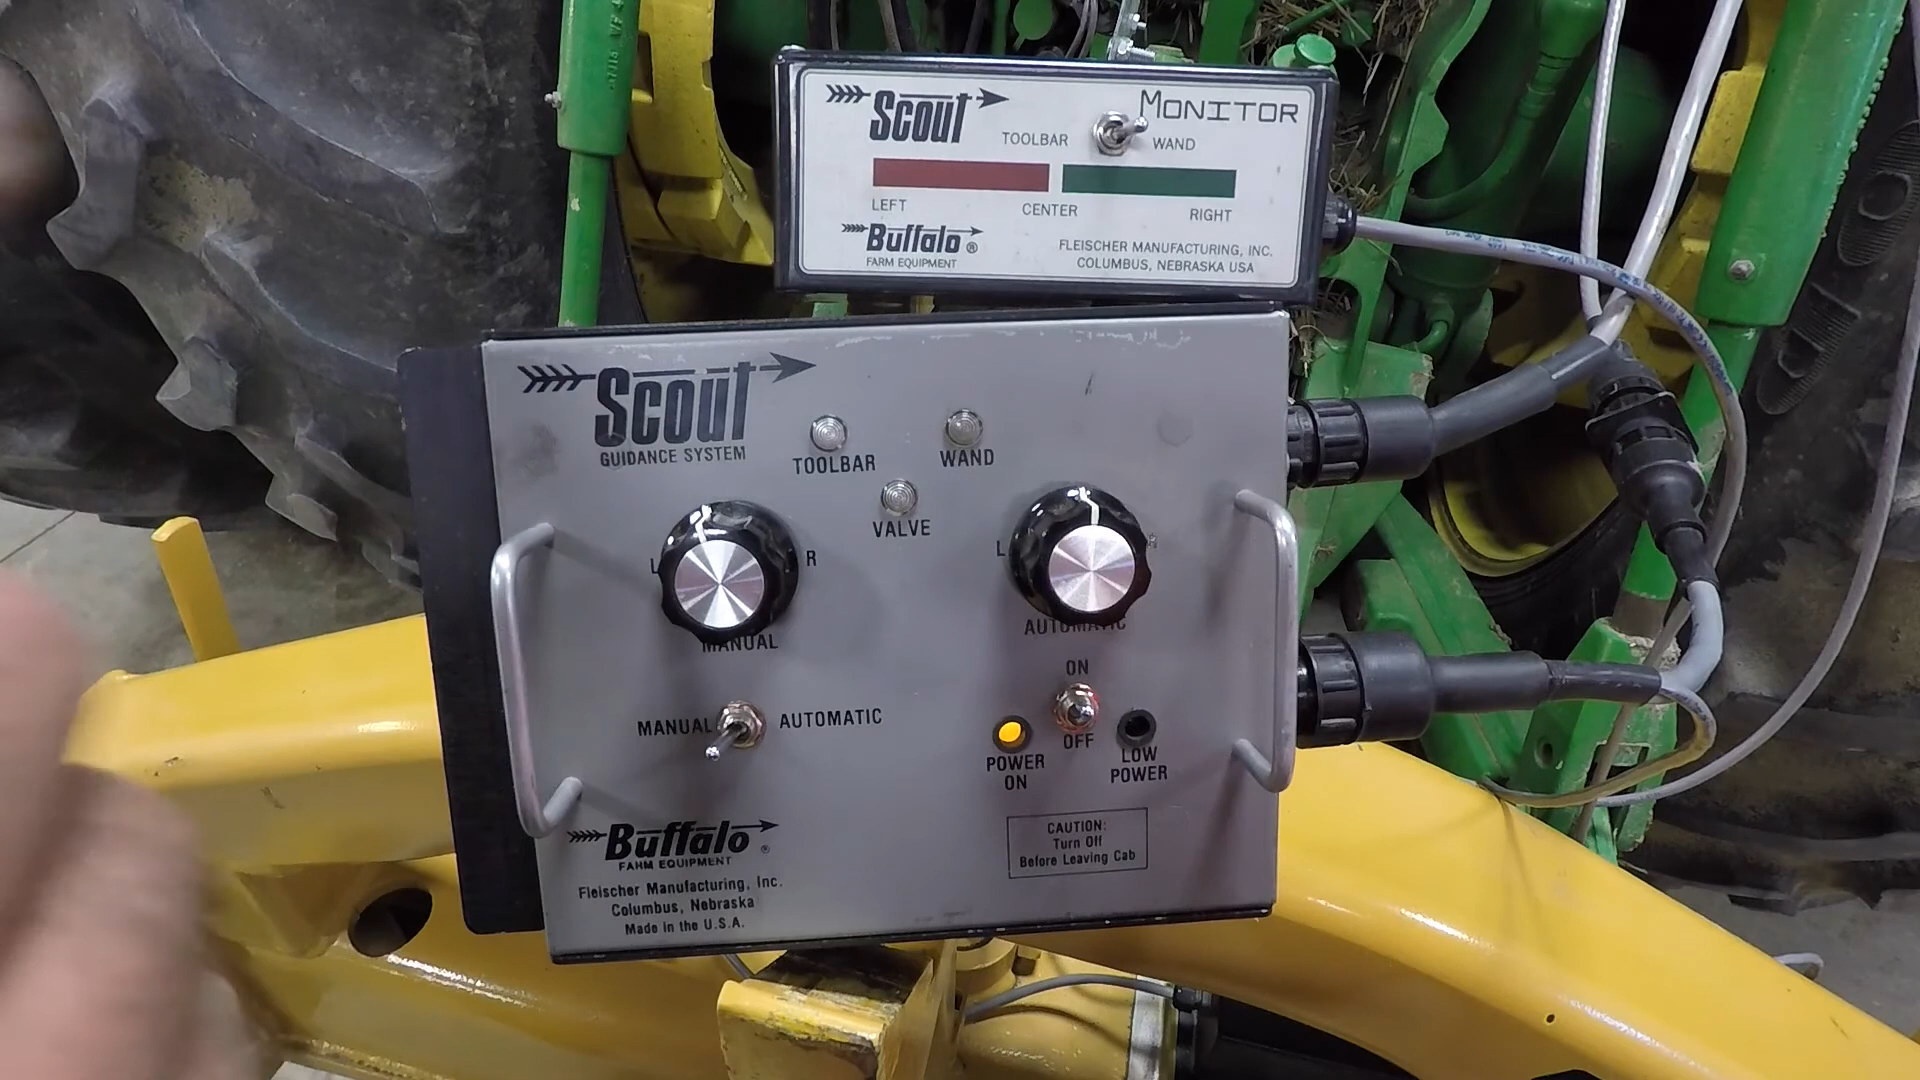 Scout
MONITOR
TOOLBAR
WAND
LEFT
CENTER
RIGHT
Buffalo ®
FARM EQUIPMENT
FLEISCHER MANUFACTURING, INC.
COLUMBUS, NEBRASKA USA
Scout
GUIDANCE SYSTEM
TOOLBAR
WAND
VALVE
L
R
MANUAL
L
R
AUTOMATIC
MANUAL
AUTOMATIC
ON
OFF
POWER
ON
LOW
POWER
Buffalo ®
FARM EQUIPMENT
Fleischer Manufacturing, Inc.
Columbus, Nebraska
Made in the U.S.A.
CAUTION:
Turn Off
Before Leaving Cab